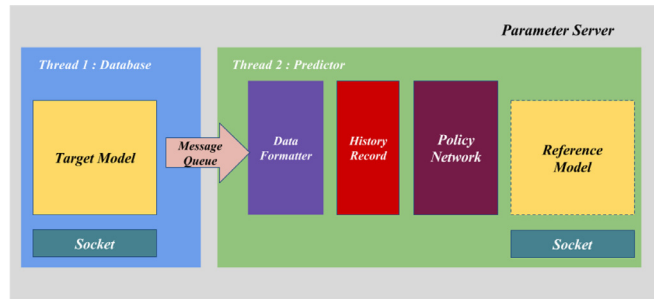 Parameter Server
Thread 1 : Database
Target Model
Socket
Message
Queue
Thread 2 : Predictor
Data
Formatter
History
Record
Policy
Network
Reference
Model
Socket